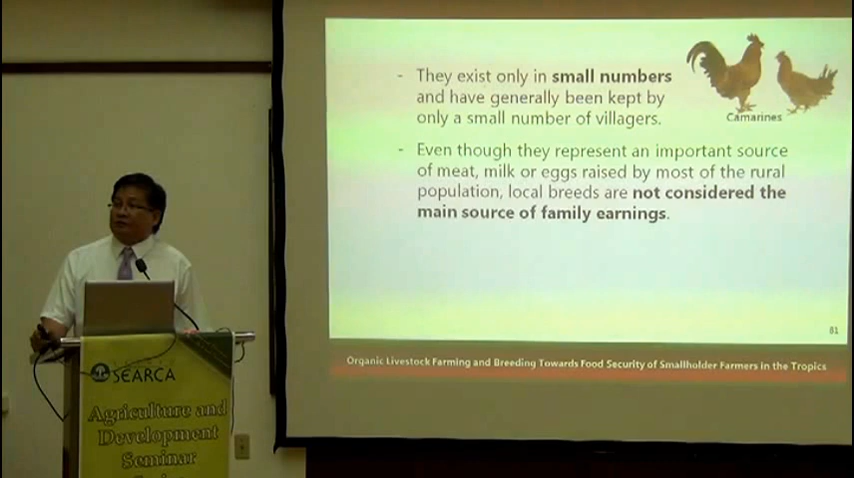 - They exist only in small numbers
and have generally been kept by
only a small number of villagers.
Camarines
- Even though they represent an important source
of meat, milk or eggs raised by most of the rural
population, local breeds are not considered the
main source of family earnings.
81
Organic Livestock Farming and Breeding Towards Food Security of Smallholder Farmers in the Tropics
SEARCA
Agriculture and
Development
Seminar